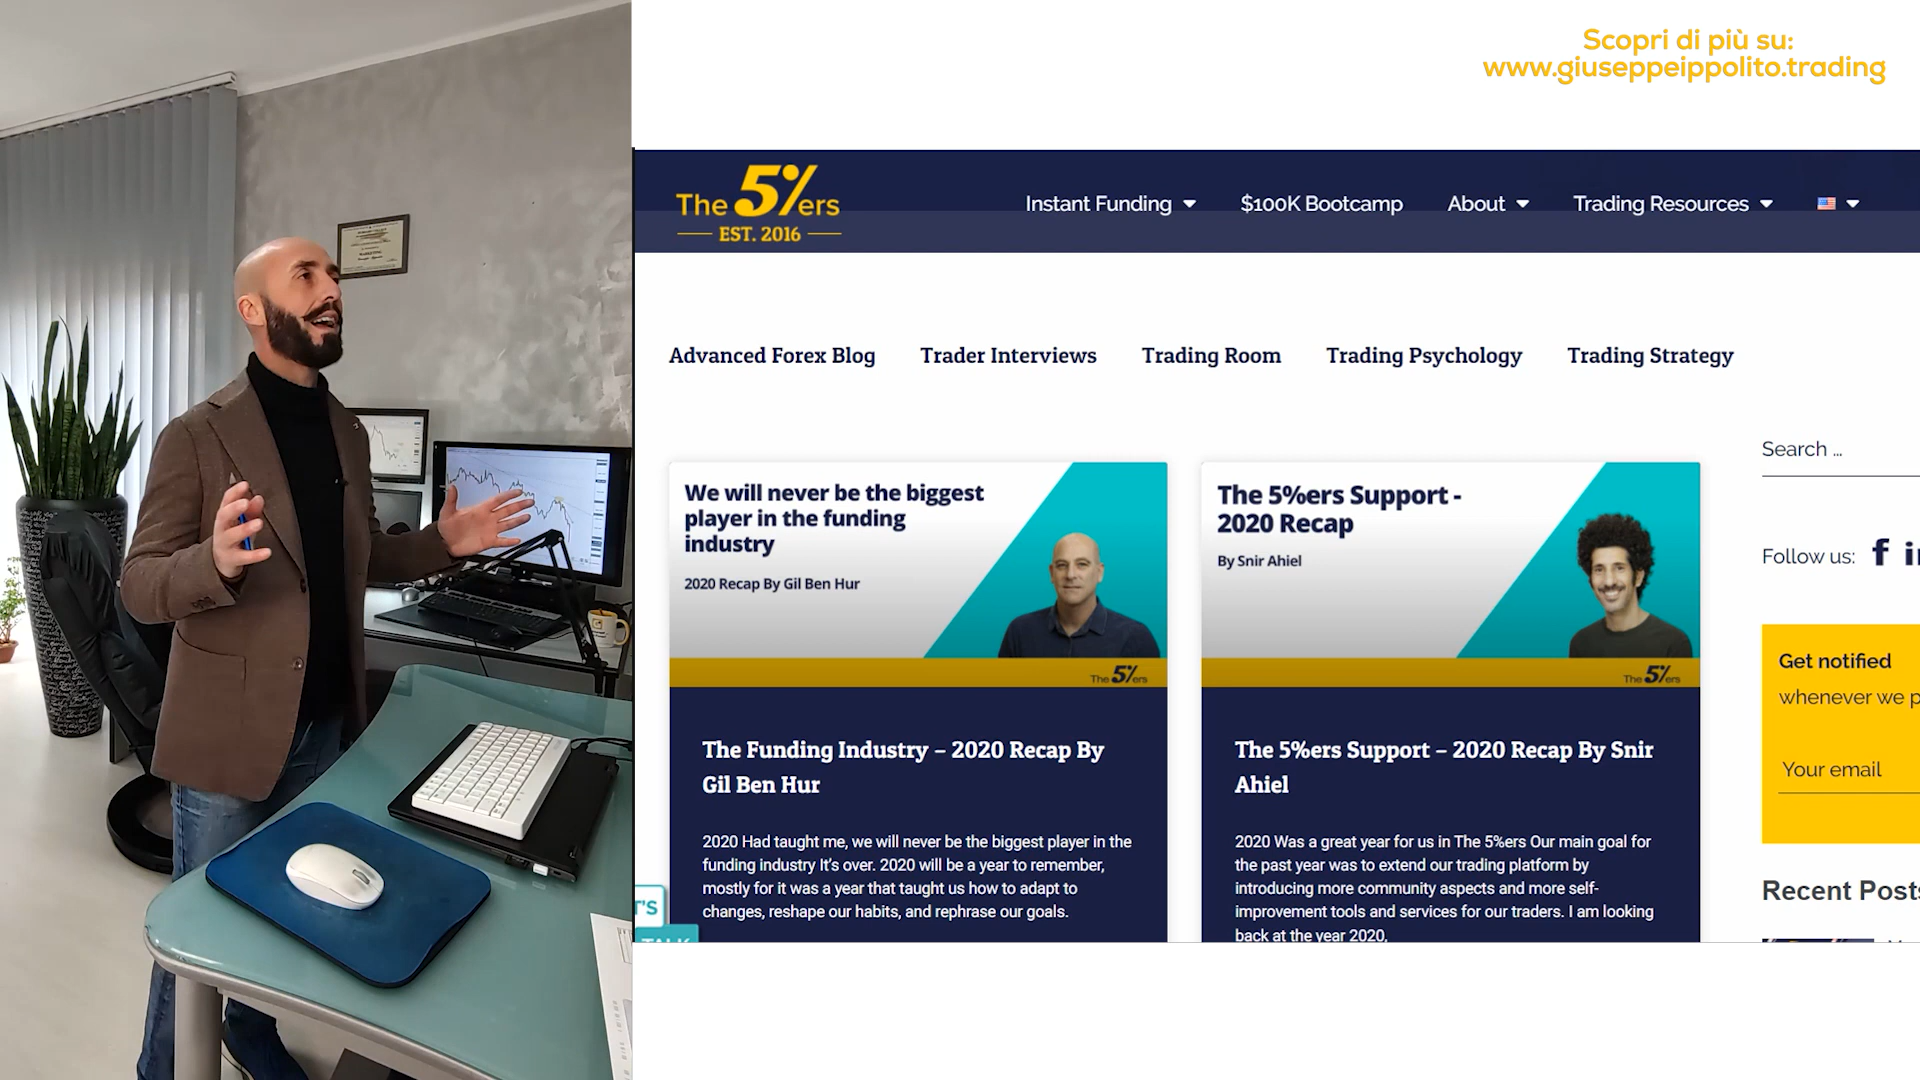 Scopri di più su:
www.giuseppeippolito.trading
The 5%ers
EST. 2016
Instant Funding
$100K Bootcamp
About
Trading Resources
Advanced Forex Blog
Trader Interviews
Trading Room
Trading Psychology
Trading Strategy
Search ...
We will never be the biggest
player in the funding
industry
2020 Recap By Gil Ben Hur
The 5%ers
The 5%ers Support -
2020 Recap
By Snir Ahiel
The 5%ers
Follow us:
Get notified
whenever we p
Your email
The Funding Industry – 2020 Recap By
Gil Ben Hur
2020 Had taught me, we will never be the biggest player in the
funding industry It's over. 2020 will be a year to remember,
mostly for it was a year that taught us how to adapt to
changes, reshape our habits, and rephrase our goals.
The 5%ers Support – 2020 Recap By Snir
Ahiel
2020 Was a great year for us in The 5%ers Our main goal for
the past year was to extend our trading platform by
introducing more community aspects and more self-
improvement tools and services for our traders. I am looking
back at the year 2020,
Recent Posts
T'S
TALK